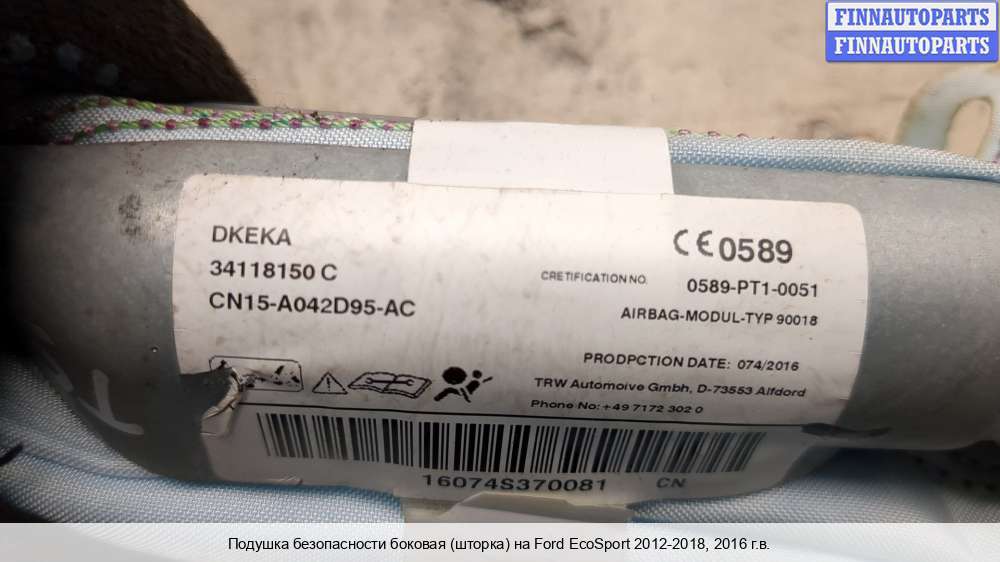 FINNAUTOPARTS
FINNAUTOPARTS
DKEKA
34118150 C
CN15-A042D95-AC
CE0589
CRETIFICATION NO. 0589-PT1-0051
AIRBAG-MODUL-TYP 90018
PRODPCTION DATE: 074/2016
TRW Automoive Gmbh, D-73553 Alfdord
Phone No: +49 7172 302 0
16074S370081 CN
Подушка безопасности боковая (шторка) на Ford EcoSport 2012-2018, 2016 г.в.